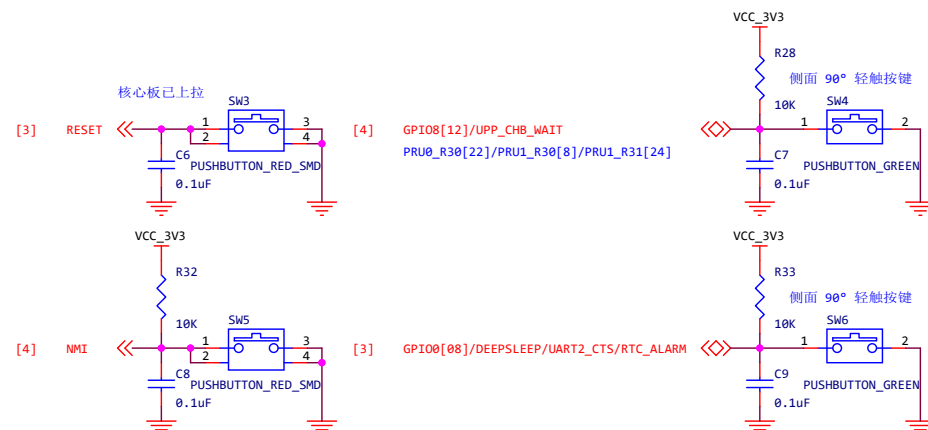 VCC_3V3
R28
核心板已上拉
侧面 90° 轻触按键
SW3
10K
SW4
[3] RESET
1
2
3
4
[4] GPIO8[12]/UPP_CHB_WAIT
1
2
PRU0_R30[22]/PRU1_R30[8]/PRU1_R31[24]
C6
PUSHBUTTON_RED_SMD
0.1uF
C7
PUSHBUTTON_GREEN
0.1uF
VCC_3V3
VCC_3V3
R32
R33
侧面 90° 轻触按键
10K
SW5
10K
SW6
[4] NMI
1
2
3
4
[3] GPIO0[08]/DEEPSLEEP/UART2_CTS/RTC_ALARM
1
2
C8
PUSHBUTTON_RED_SMD
0.1uF
C9
PUSHBUTTON_GREEN
0.1uF